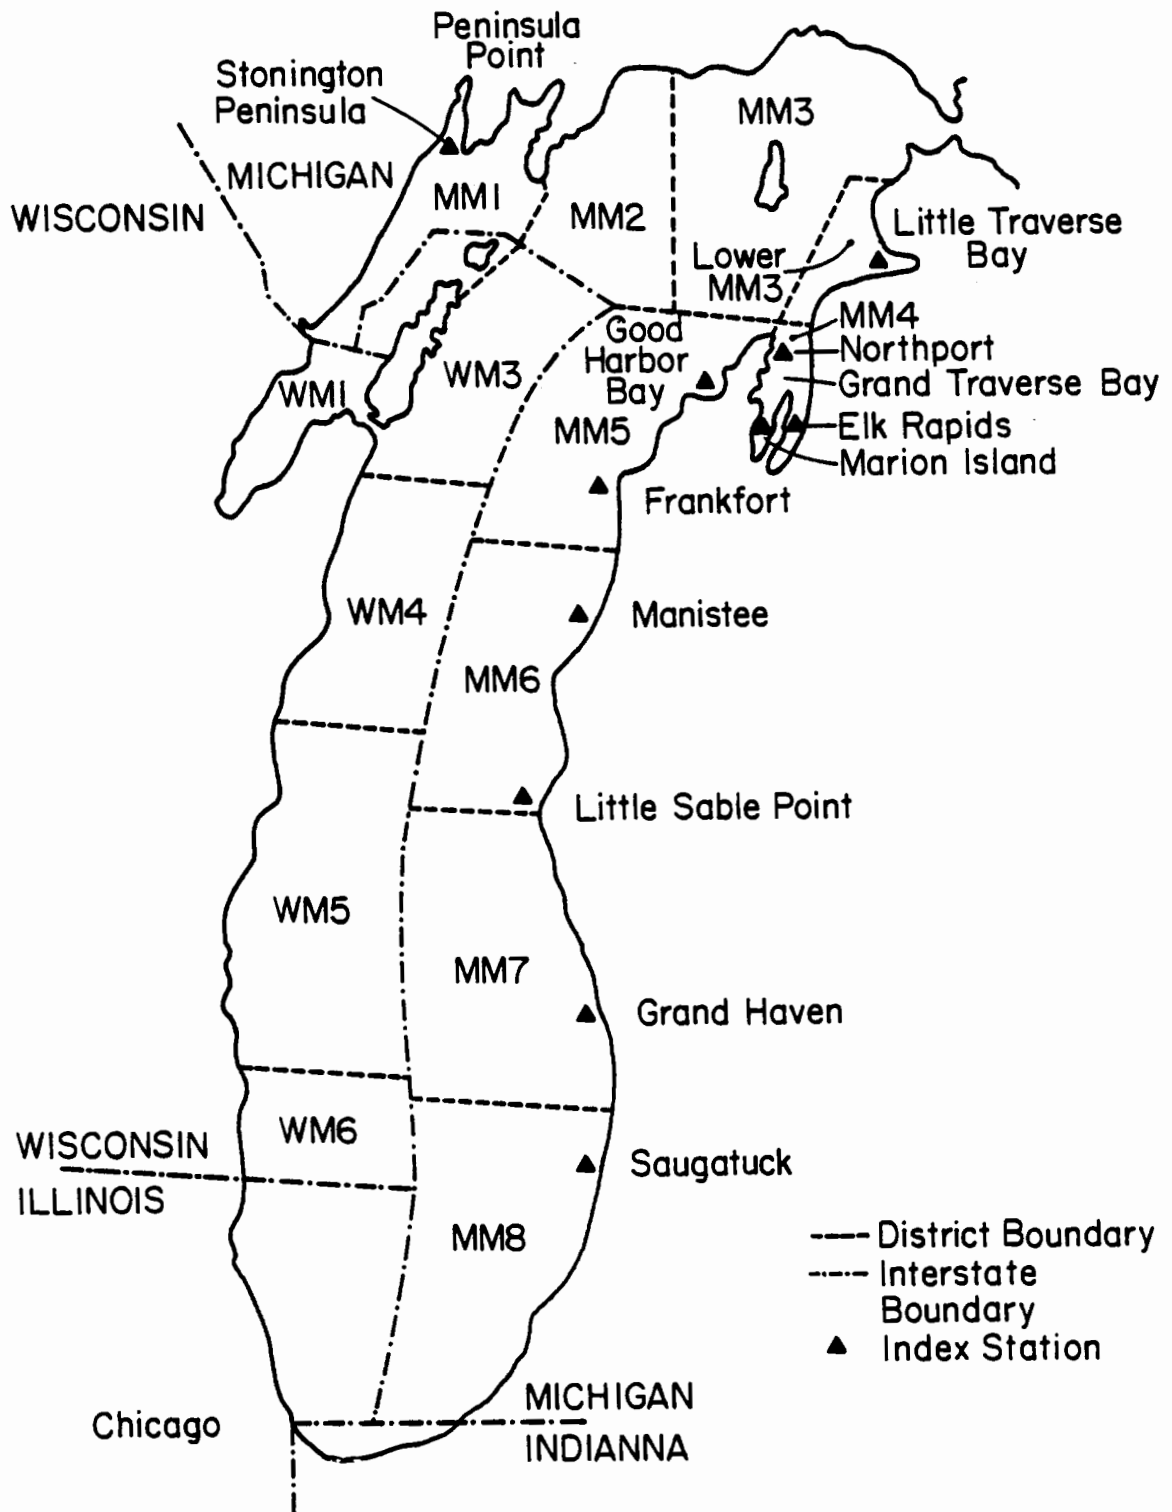 Peninsula
Point
Stonington
Peninsula
MM3
MICHIGAN
WISCONSIN
MM1
MM2
Little Traverse
Bay
Lower
MM3
MM4
Good
Harbor
Bay
Northport
Grand Traverse Bay
WM3
WM1
MM5
Elk Rapids
Marion Island
Frankfort
WM4
Manistee
MM6
Little Sable Point
WM5
MM7
Grand Haven
WM6
WISCONSIN
ILLINOIS
Saugatuck
MM8
District Boundary
Interstate
Boundary
Index Station
Chicago
MICHIGAN
INDIANNA